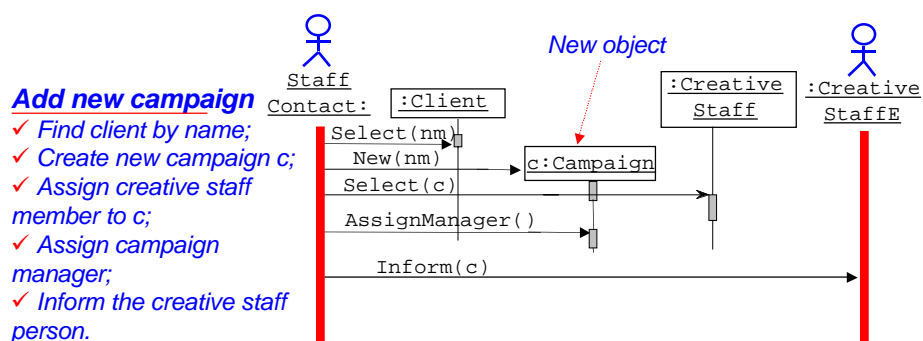 New object
Staff
Contact:
:Client
:Creative
Staff
:Creative
StaffE
Add new campaign
✓ Find client by name;
✓ Create new campaign c;
✓ Assign creative staff
member to c;
✓ Assign campaign
manager;
✓ Inform the creative staff
person.
Select(nm)
New(nm)
c:Campaign
Select(c)
AssignManager()
Inform(c)